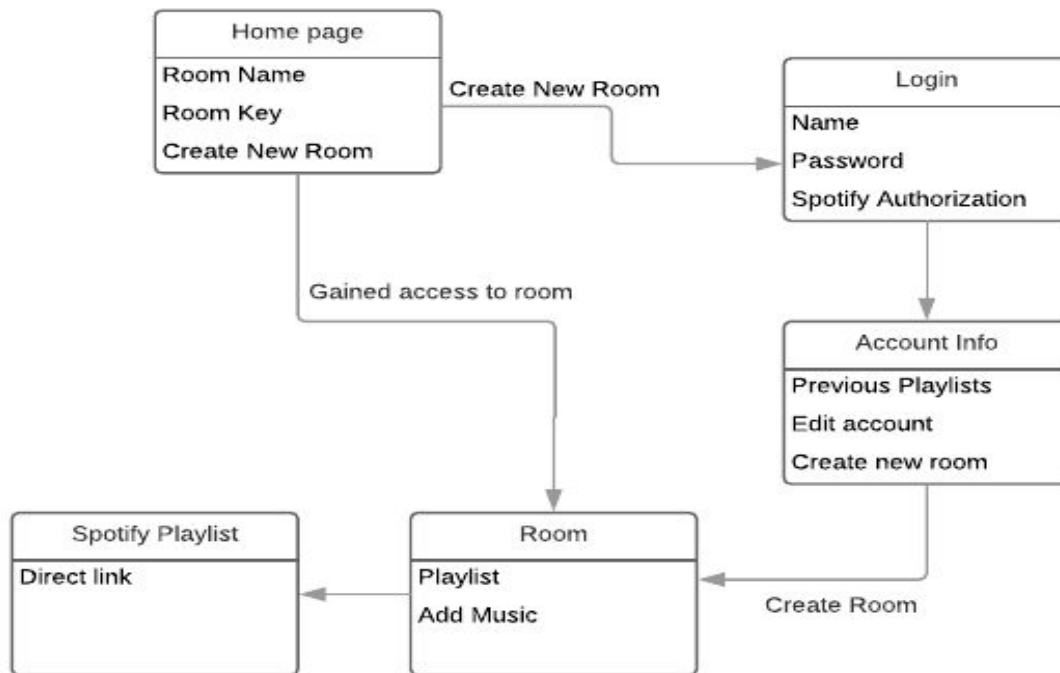 Home page
Room Name
Room Key
Create New Room
Create New Room
Login
Name
Password
Spotify Authorization
Gained access to room
Account Info
Previous Playlists
Edit account
Create new room
Spotify Playlist
Direct link
Room
Playlist
Add Music
Create Room